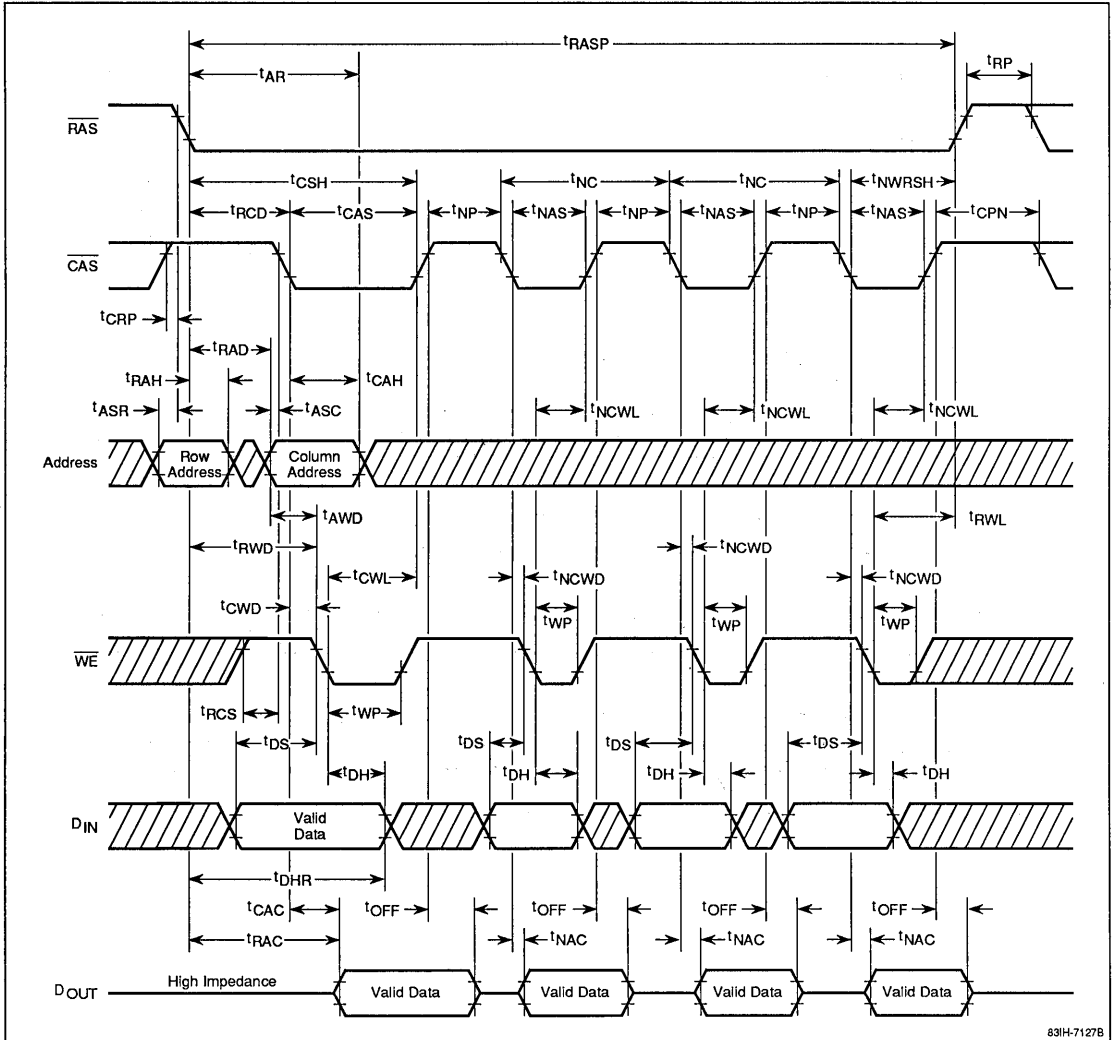 tRASP
tAR
tRP
RAS
tCSH
tNC
tNC
tNWRSH
tRCD
tCAS
tNP
tNAS
tNP
tNAS
tNP
tNAS
tCPN
CAS
tCRP
tRAD
tRAH
tCAH
tASR
tASC
tNCWL
tNCWL
tNCWL
Address
Row
Address
Column
Address
tAWD
tRWL
tRWD
tNCWD
tCWL
tNCWD
tNCWD
tCWD
tWP
tWP
tWP
WE
tRCS
tWP
tDS
tDS
tDS
tDS
tDH
tDH
tDH
tDH
DIN
Valid
Data
tDHR
tCAC
tOFF
tOFF
tOFF
tOFF
tRAC
tNAC
tNAC
tNAC
DOUT
High Impedance
Valid Data
Valid Data
Valid Data
Valid Data
83IH-7127B